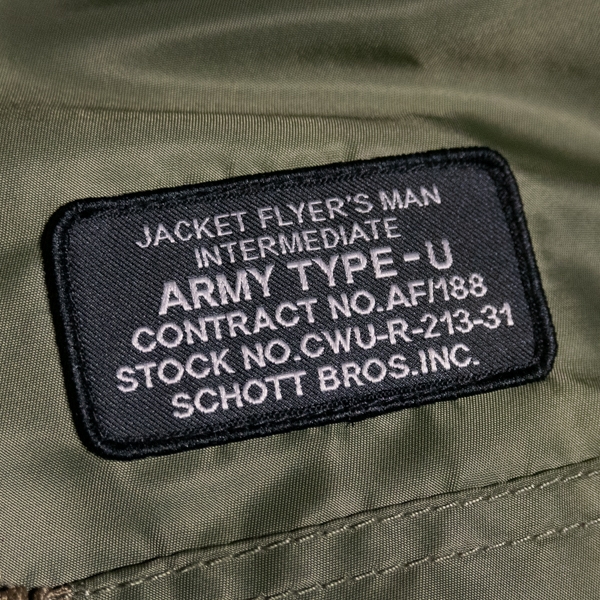 JACKET FLYER'S MAN
INTERMEDIATE
ARMY TYPE-U
CONTRACT NO.AF/188
STOCK NO.CWU-R-213-31
SCHOTT BROS.INC.